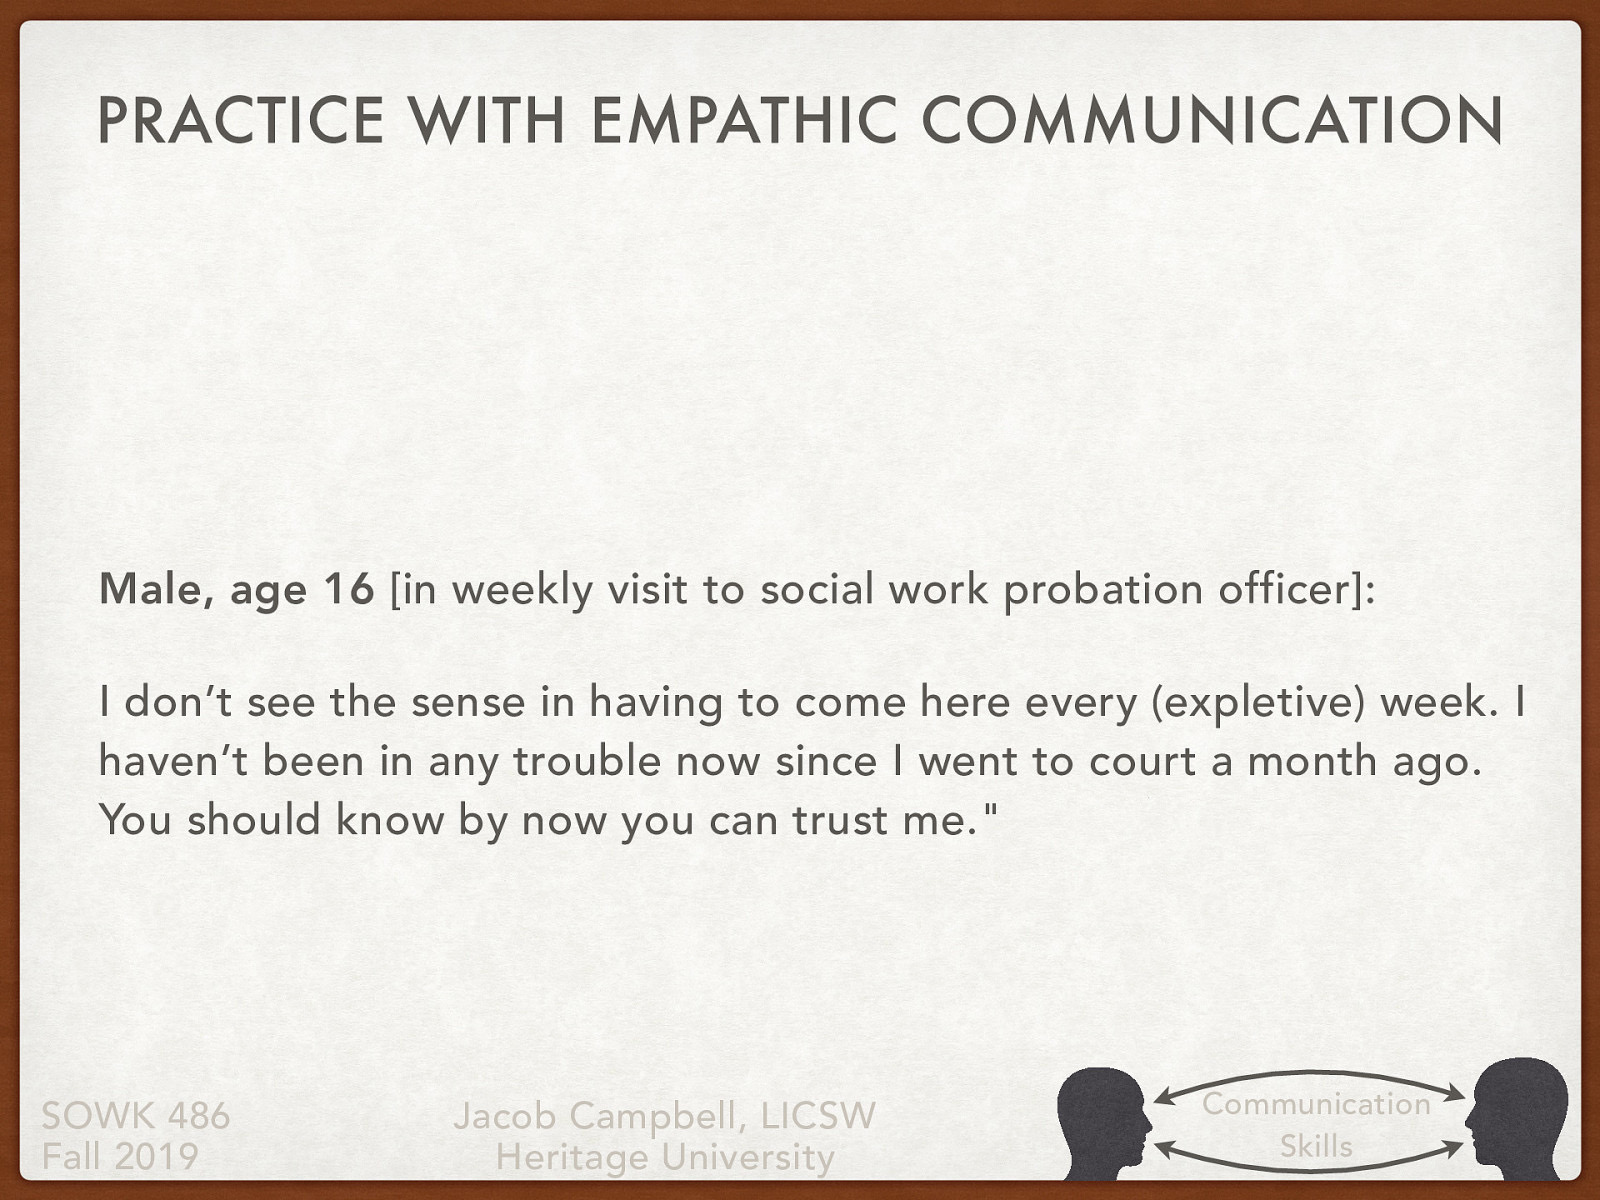 PRACTICE WITH EMPATHIC COMMUNICATION
Male, age 16 [in weekly visit to social work probation officer]:
I don’t see the sense in having to come here every (expletive) week. I
haven’t been in any trouble now since I went to court a month ago.
You should know by now you can trust me."
SOWK 486
Fall 2019
Jacob Campbell, LICSW
Heritage University
Communication
Skills